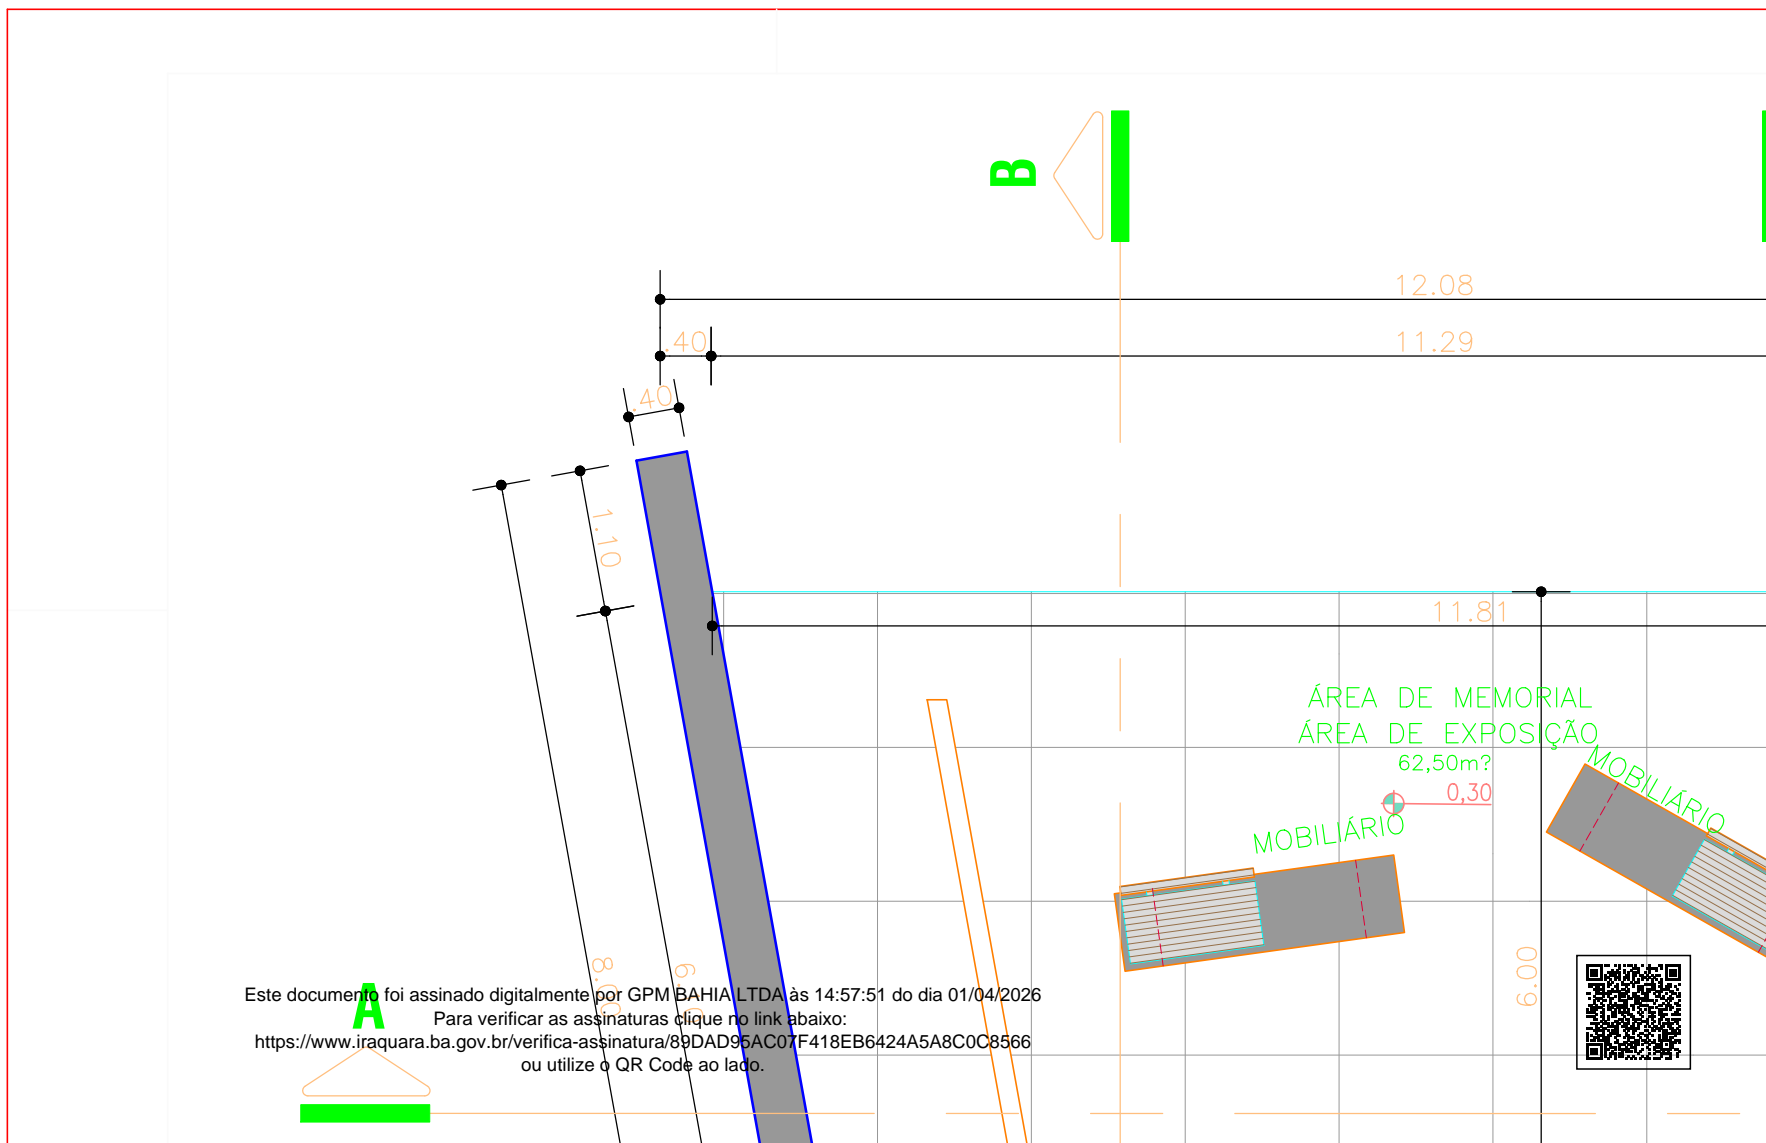 B
12.08
.40
11.29
.40
1.10
11.81
ÁREA DE MEMORIAL
ÁREA DE EXPOSIÇÃO
62,50m?
0,30
MOBILIÁRIO
MOBILIÁRIO
6.00
A
Este documento foi assinado digitalmente por GPM BAHIA LTDA às 14:57:51 do dia 01/04/2026
Para verificar as assinaturas clique no link abaixo:
https://www.iraquara.ba.gov.br/verifica-assinatura/89DAD95AC07F418EB6424A5A8C0C8566
ou utilize o QR Code ao lado.